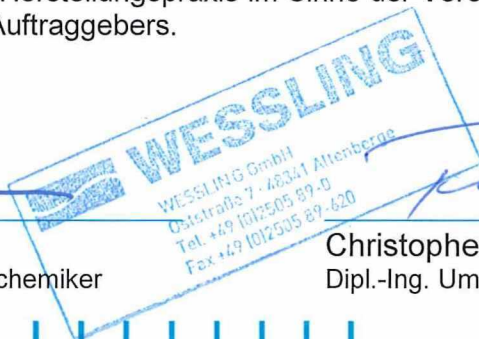 Herstellungspraxis im Sinne der
Auftraggebers.
WESSLING
WESSLING GmbH
Oststraße 7 · 48341 Altenberge
Tel. +49 (0)2505 89-0
Fax +49 (0)2505 89-620
chemiker
Christophe
Dipl.-Ing. Um